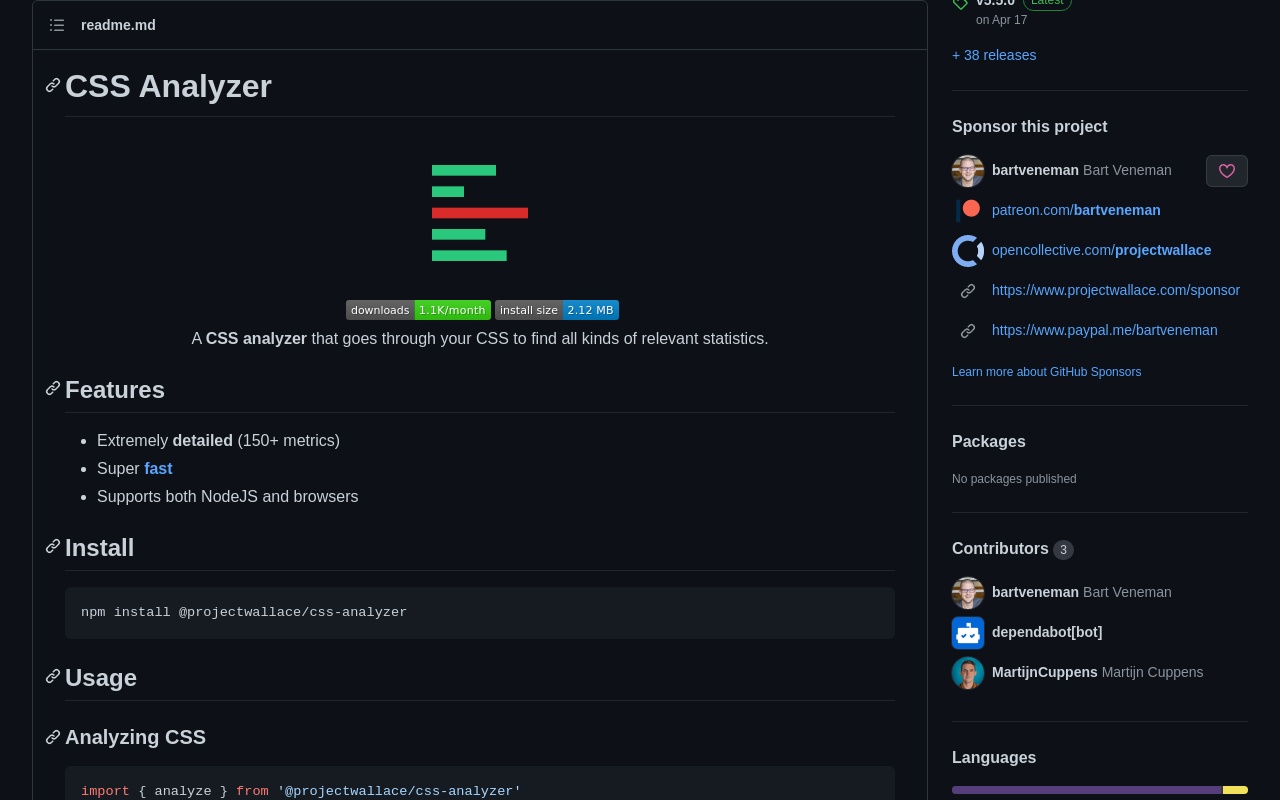 readme.md
CSS Analyzer
downloads 1.1K/month install size 2.12 MB
A CSS analyzer that goes through your CSS to find all kinds of relevant statistics.
Features
Extremely detailed (150+ metrics)
Super fast
Supports both NodeJS and browsers
Install
npm install @projectwallace/css-analyzer
Usage
Analyzing CSS
import { analyze } from '@projectwallace/css-analyzer'
v5.5.0 Latest
on Apr 17
+ 38 releases
Sponsor this project
bartveneman Bart Veneman
patreon.com/bartveneman
opencollective.com/projectwallace
https://www.projectwallace.com/sponsor
https://www.paypal.me/bartveneman
Learn more about GitHub Sponsors
Packages
No packages published
Contributors 3
bartveneman Bart Veneman
dependabot[bot]
MartijnCuppens Martijn Cuppens
Languages